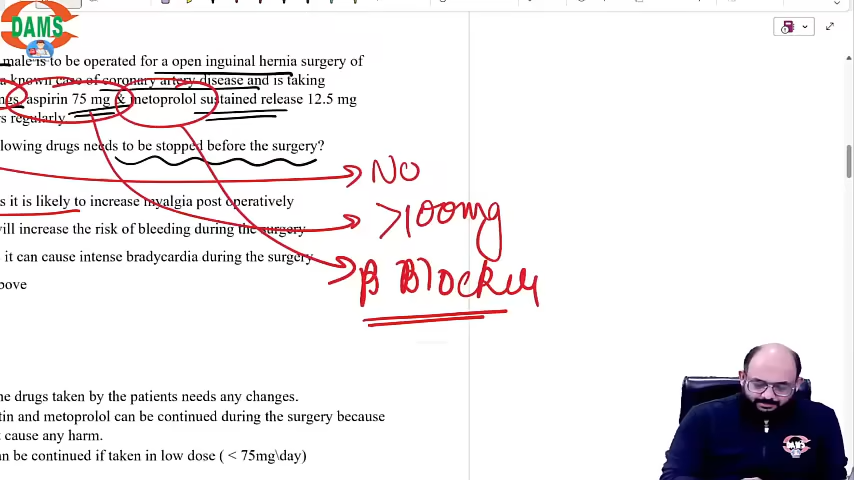 DAMS
male is to be operated for a open inguinal hernia surgery of
a known case of coronary artery disease and is taking
ngs, aspirin 75 mg & metoprolol sustained release 12.5 mg
rs regularly
lowing drugs needs to be stopped before the surgery?
NO
s it is likely to increase myalgia post operatively
>100mg
vill increase the risk of bleeding during the surgery
it can cause intense bradycardia during the surgery
β Blocker
bove
ne drugs taken by the patients needs any changes.
tin and metoprolol can be continued during the surgery because
t cause any harm.
an be continued if taken in low dose ( < 75mg\day)